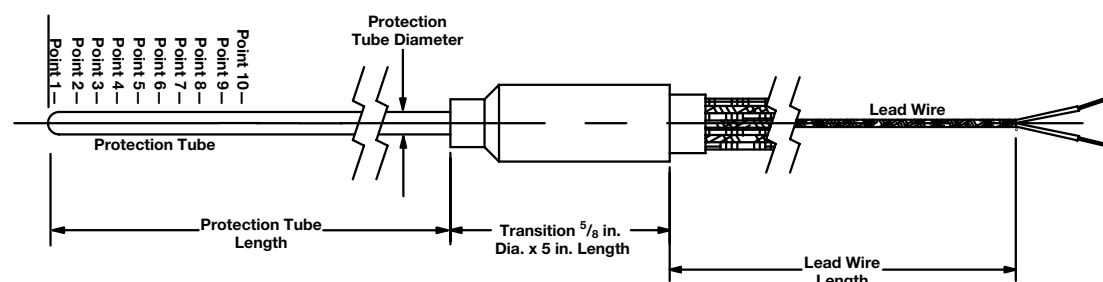 Point 1
Point 2
Point 3
Point 4
Point 5
Point 6
Point 7
Point 8
Point 9
Point 10
Protection
Tube Diameter
Lead Wire
Protection Tube
Protection Tube
Length
Transition 5/8 in.
Dia. x 5 in. Length
Lead Wire
Length